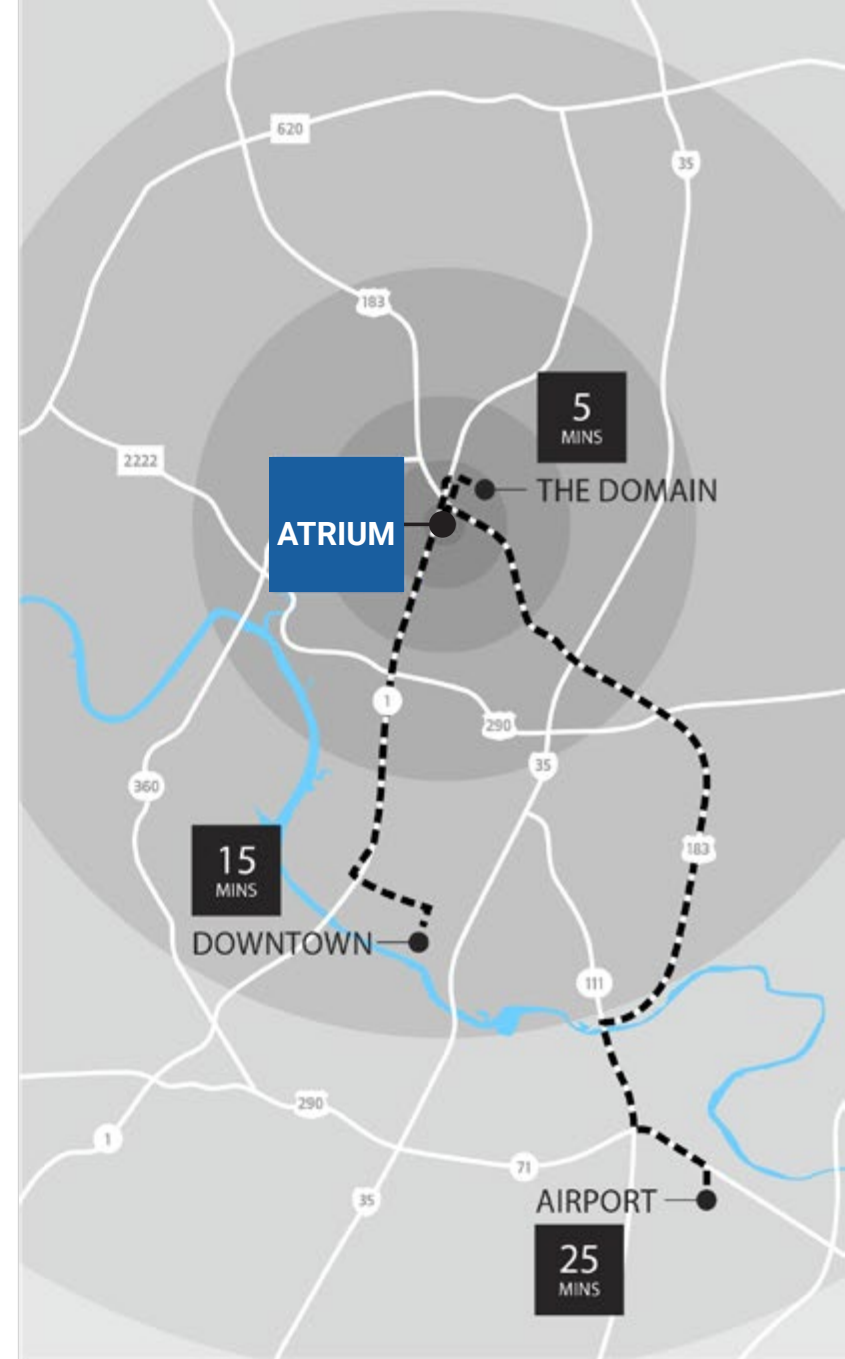 620
35
183
5
MINS
2222
THE DOMAIN
ATRIUM
1
290
35
360
183
15
MINS
DOWNTOWN
111
290
1
71
35
AIRPORT
25
MINS